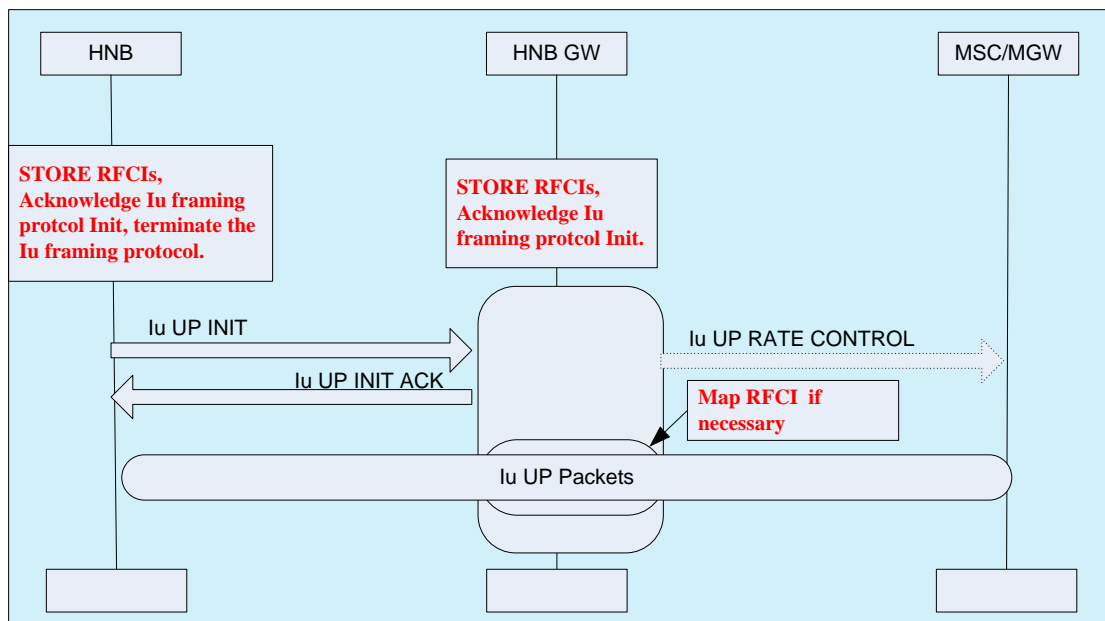 HNB
HNB GW
MSC/MGW
STORE RFCIs,
Acknowledge Iu framing
protcol Init, terminate the
Iu framing protocol.
STORE RFCIs,
Acknowledge Iu
framing protcol Init.
Iu UP INIT
Iu UP RATE CONTROL
Iu UP INIT ACK
Map RFCI if
necessary
Iu UP Packets